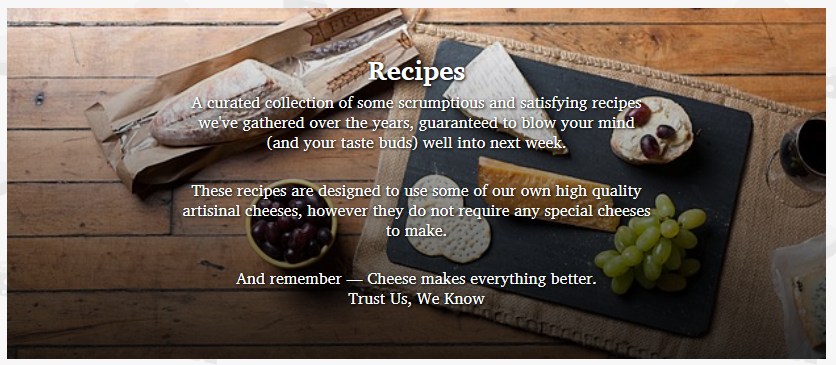 Recipes
A curated collection of some scrumptious and satisfying recipes
we've gathered over the years, guaranteed to blow your mind
(and your taste buds) well into next week.
These recipes are designed to use some of our own high quality
artisinal cheeses, however they do not require any special cheeses
to make.
And remember — Cheese makes everything better.
Trust Us, We Know